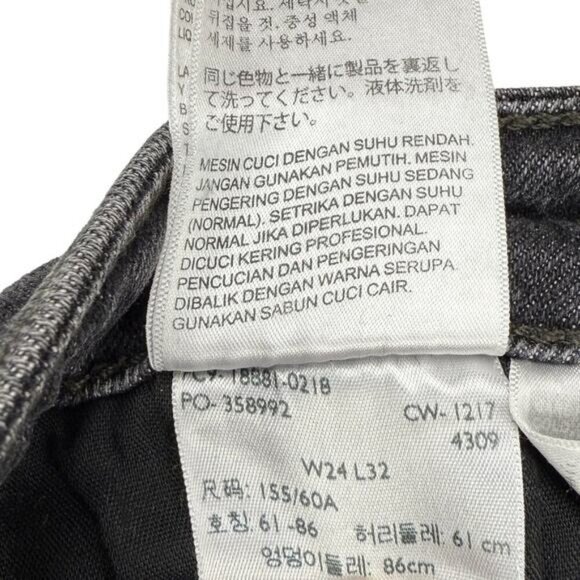 뒤집을 것. 중성 액체
세제를 사용하시오.
同じ色物と一緒に製品を裏返し
て洗ってください。液体洗剤が
ご使用下さい。
MESIN CUCI DENGAN SUHU RENDAH.
JANGAN GUNAKAN PEMUTIH. MESIN
PENGERING DENGAN SUHU SEDANG
(NORMAL). SETRIKA DENGAN SUHU
NORMAL JIKA DIPERLUKAN. DAPAT
DICUCI KERING PROFESIONAL.
PENCUCIAN DAN PENGERINGAN
DIBALIK DENGAN WARNA SERUPA.
GUNAKAN SABUN CUCI CAIR.
18881-0218
PO-358992 CW-1217
4309
W24 L32
尺码: 155/60A
호칭 61-86 허리둘레: 61 cm
엉덩이둘레: 86cm